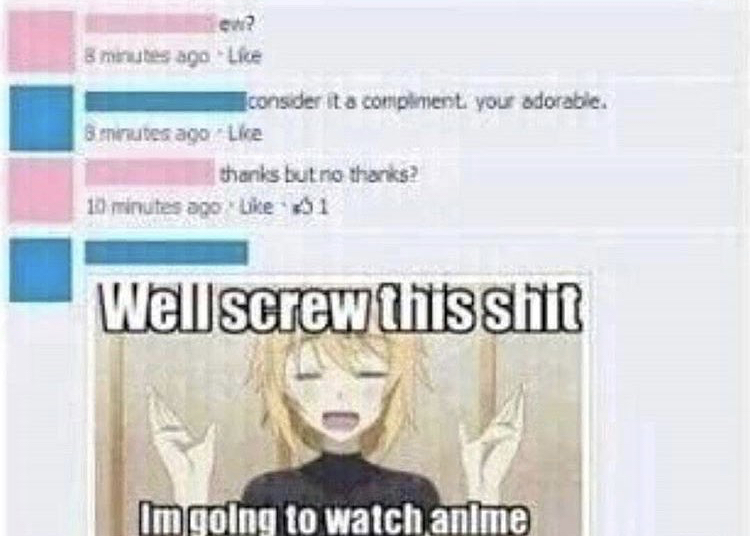 ew?
8 minutes ago · Like
consider it a compliment. your adorable.
8 minutes ago · Like
thanks but no thanks?
10 minutes ago · Like · 1
Well screw this shit
Im going to watch anime